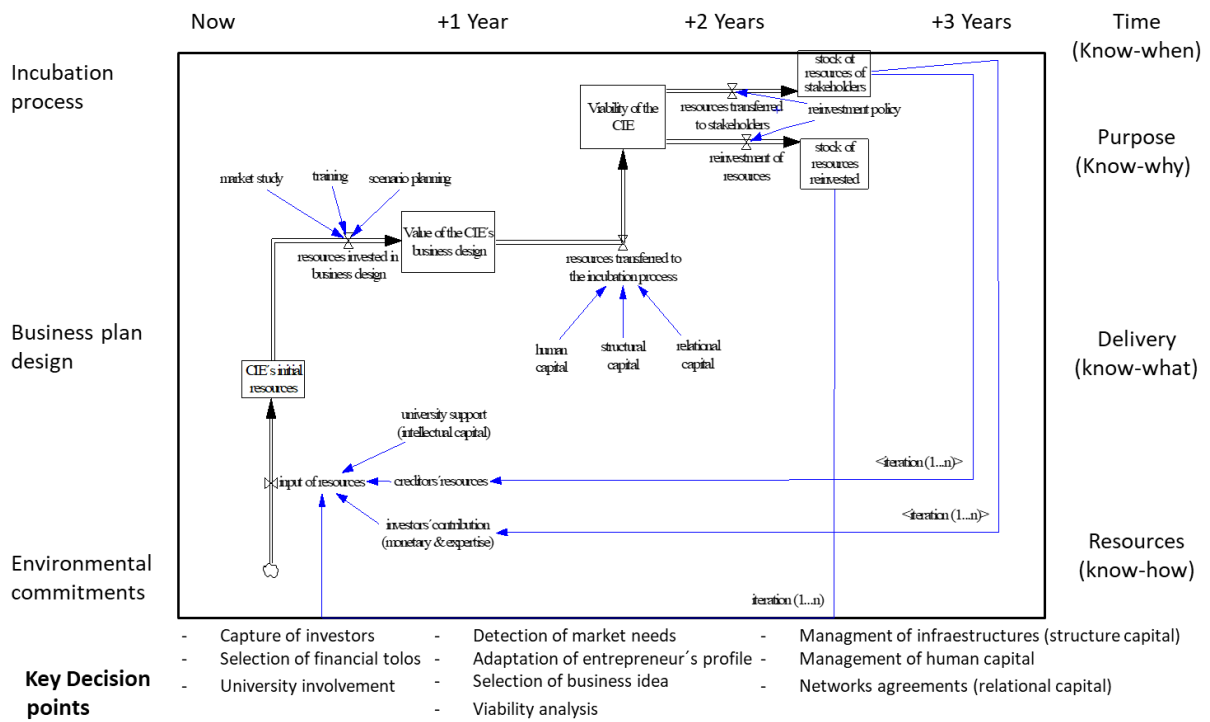 Now
+1 Year
+2 Years
+3 Years
Time
(Know-when)
Incubation
process
stock of
resources of
stakeholders
Viability of the
CIE
resources transferred
to stakeholders
reinvestment policy
Purpose
(Know-why)
reinvestment of
resources
stock of
resources
reinvested
market study
training
scenario planning
Value of the CIE´s
business design
resources invested in
business design
resources transferred to
the incubation process
Business plan
design
human
capital
structural
capital
relational
capital
Delivery
(know-what)
CIE´s initial
resources
university support
(intellectual capital)
<iteration (1...n)>
input of resources
creditors´resources
<iteration (1...n)>
investors´contribution
(monetary & expertise)
Environmental
commitments
Resources
(know-how)
iteration (1...n)
Key Decision
points
- Capture of investors
- Selection of financial tolos
- University involvement
- Detection of market needs
- Adaptation of entrepreneur´s profile
- Selection of business idea
- Viability analysis
- Managment of infraestructures (structure capital)
- Management of human capital
- Networks agreements (relational capital)